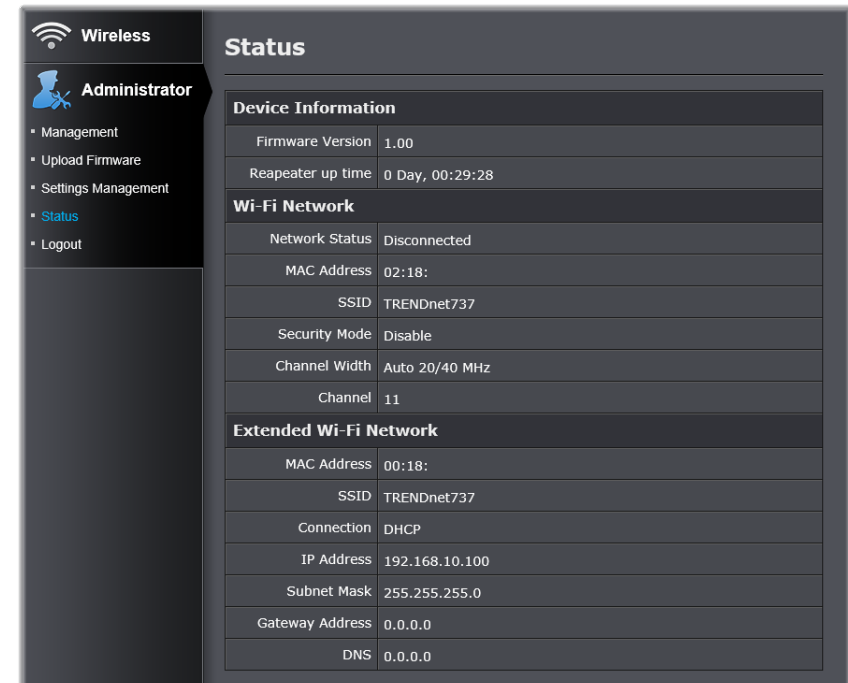 Wireless
Administrator
Management
Upload Firmware
Settings Management
Status
Logout
Status
Device Information
Firmware Version 1.00
Reapeater up time 0 Day, 00:29:28
Wi-Fi Network
Network Status Disconnected
MAC Address 02:18:
SSID TRENDnet737
Security Mode Disable
Channel Width Auto 20/40 MHz
Channel 11
Extended Wi-Fi Network
MAC Address 00:18:
SSID TRENDnet737
Connection DHCP
IP Address 192.168.10.100
Subnet Mask 255.255.255.0
Gateway Address 0.0.0.0
DNS 0.0.0.0